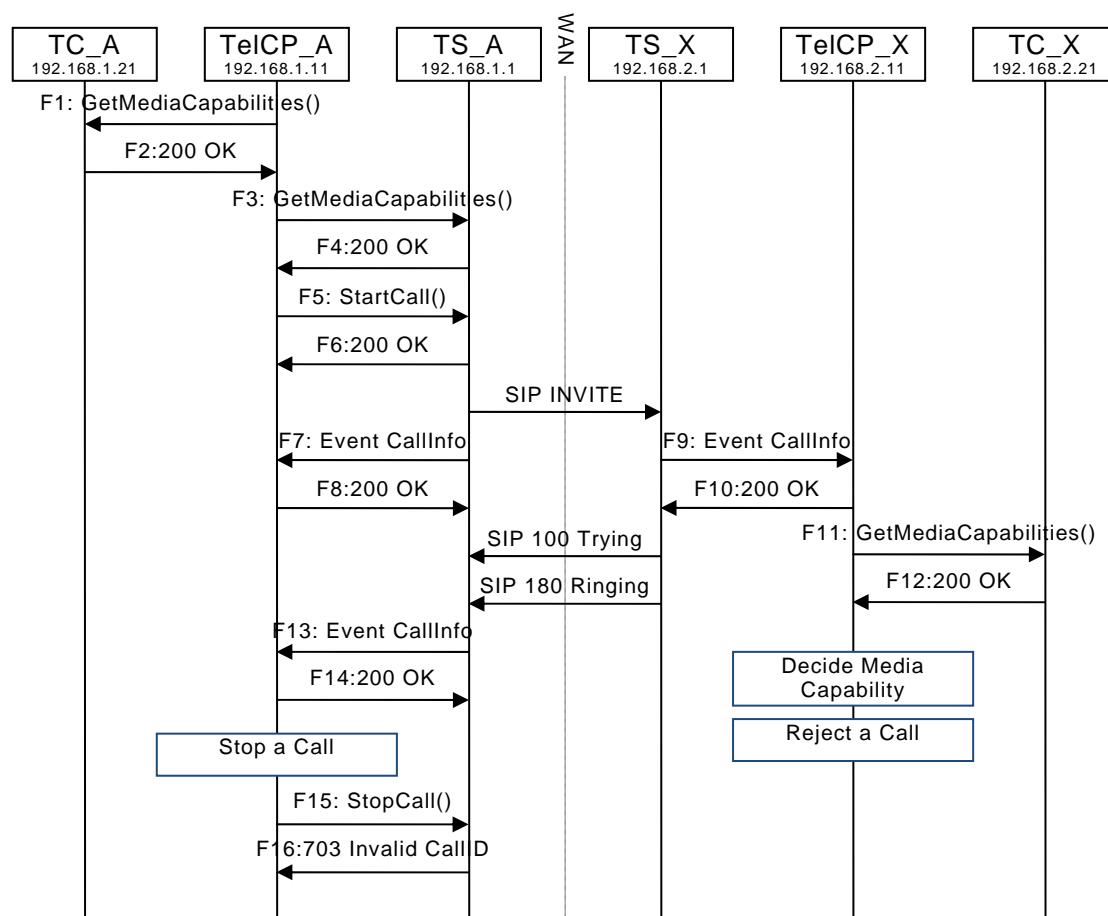 WAN
TC_A
192.168.1.21
TelCP_A
192.168.1.11
TS_A
192.168.1.1
TS_X
192.168.2.1
TelCP_X
192.168.2.11
TC_X
192.168.2.21
F1: GetMediaCapabilities()
F2:200 OK
F3: GetMediaCapabilities()
F4:200 OK
F5: StartCall()
F6:200 OK
SIP INVITE
F7: Event CallInfo
F9: Event CallInfo
F8:200 OK
F10:200 OK
F11: GetMediaCapabilities()
SIP 100 Trying
F12:200 OK
SIP 180 Ringing
F13: Event CallInfo
Decide Media
Capability
F14:200 OK
Reject a Call
Stop a Call
F15: StopCall()
F16:703 Invalid CallID